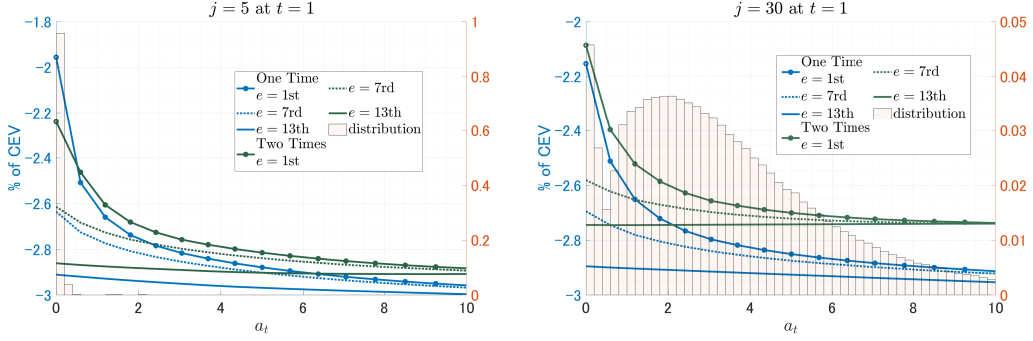 j = 5 at t = 1
-1.8
-2
-2.2
-2.4
-2.6
-2.8
-3
% of CEV
1
0.8
0.6
0.4
0.2
0
0 2 4 6 8 10
a_t
One Time
e = 1st
e = 7rd
e = 13th
Two Times
e = 1st
e = 7rd
e = 13th
distribution
j = 30 at t = 1
-2
-2.2
-2.4
-2.6
-2.8
-3
% of CEV
0.05
0.04
0.03
0.02
0.01
0
0 2 4 6 8 10
a_t
One Time
e = 1st
e = 7rd
e = 13th
Two Times
e = 1st
e = 7rd
e = 13th
distribution